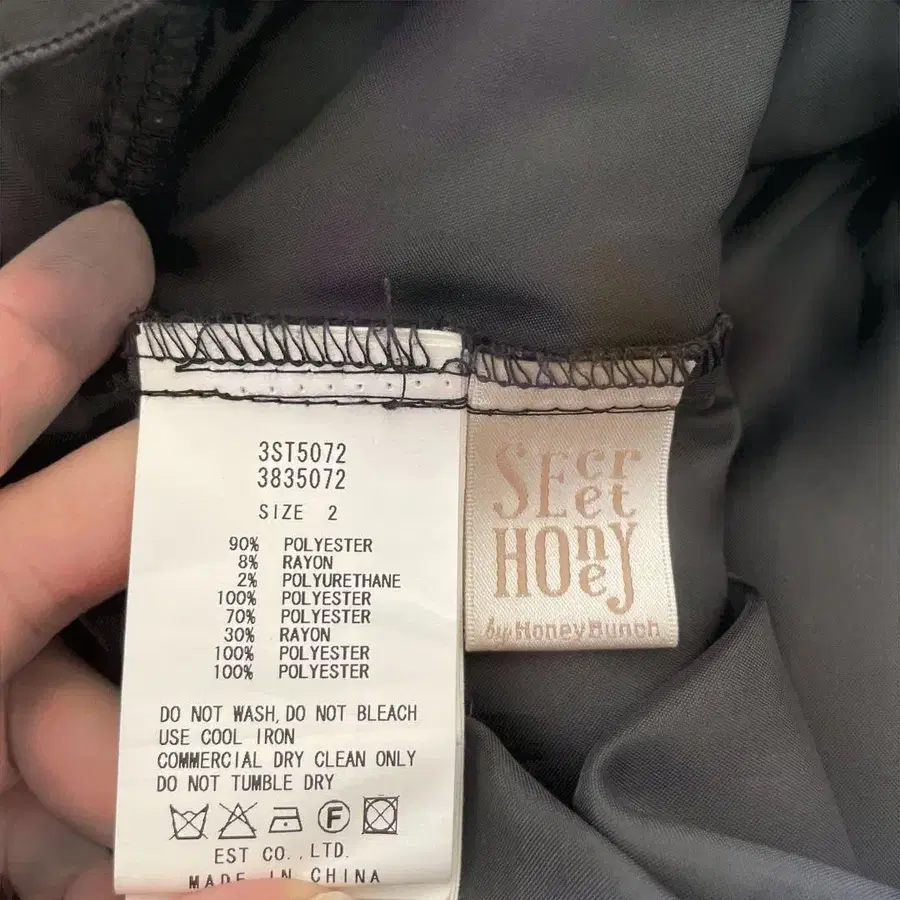 3ST5072
3835072
SIZE 2
90% POLYESTER
8% RAYON
2% POLYURETHANE
100% POLYESTER
70% POLYESTER
30% RAYON
100% POLYESTER
100% POLYESTER
DO NOT WASH, DO NOT BLEACH
USE COOL IRON
COMMERCIAL DRY CLEAN ONLY
DO NOT TUMBLE DRY
F
EST CO., LTD.
MADE IN CHINA
SEcret
HOney
by Honey Bunch